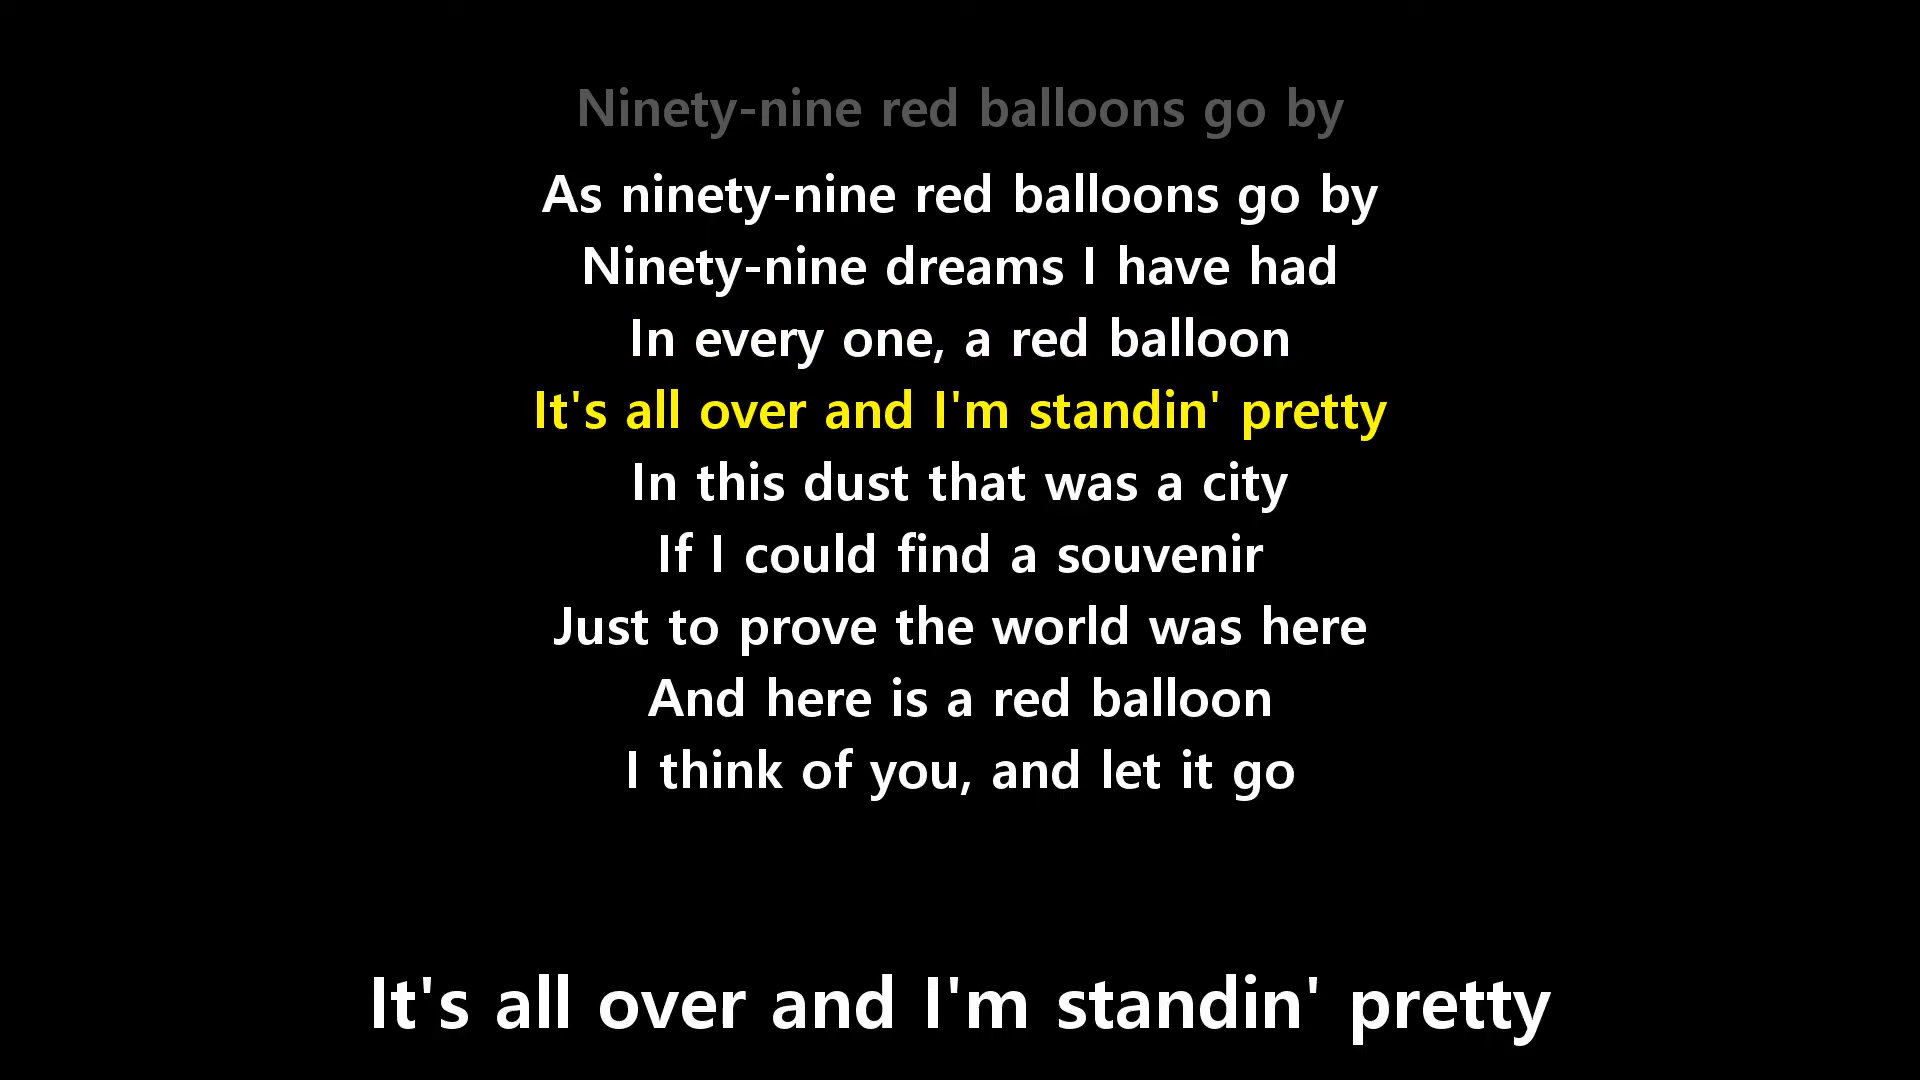 Ninety-nine red balloons go by
As ninety-nine red balloons go by
Ninety-nine dreams I have had
In every one, a red balloon
It's all over and I'm standin' pretty
In this dust that was a city
If I could find a souvenir
Just to prove the world was here
And here is a red balloon
I think of you, and let it go
It's all over and I'm standin' pretty